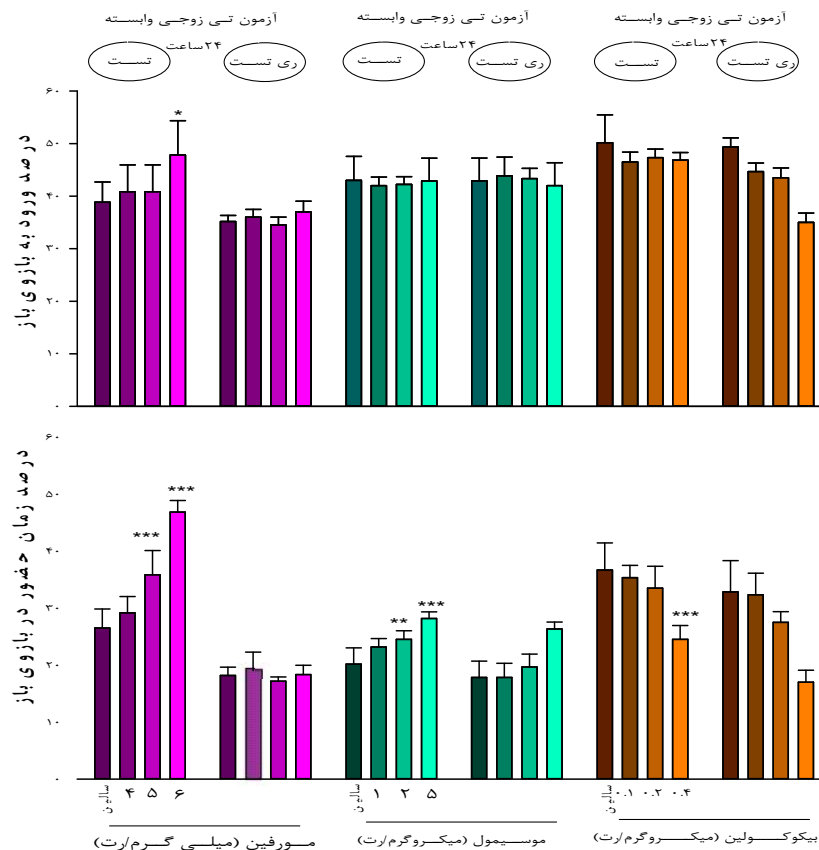 آزمون تی زوجی وابسته آزمون تی زوجی وابسته آزمون تی زوجی وابسته
۲۴ساعت ۲۴ساعت ۲۴ساعت
تست ری تست تست ری تست تست ری تست
درصد ورود به بازوی باز
۶۰
*
۵۰
۴۰
۳۰
۲۰
۱۰
۰
درصد زمان حضور در بازوی باز
۶۰
۵۰
***
۴۰
***
۳۰
** ***
***
۲۰
۱۰
۰
سالین ۴ ۵ ۶ سالین ۱ ۲ ۵ سالین ۰.۱ ۰.۲ ۰.۴
مورفین (میلی گرم/رت) موسیمول (میکروگرم/رت) بیکوکولین (میکروگرم/رت)